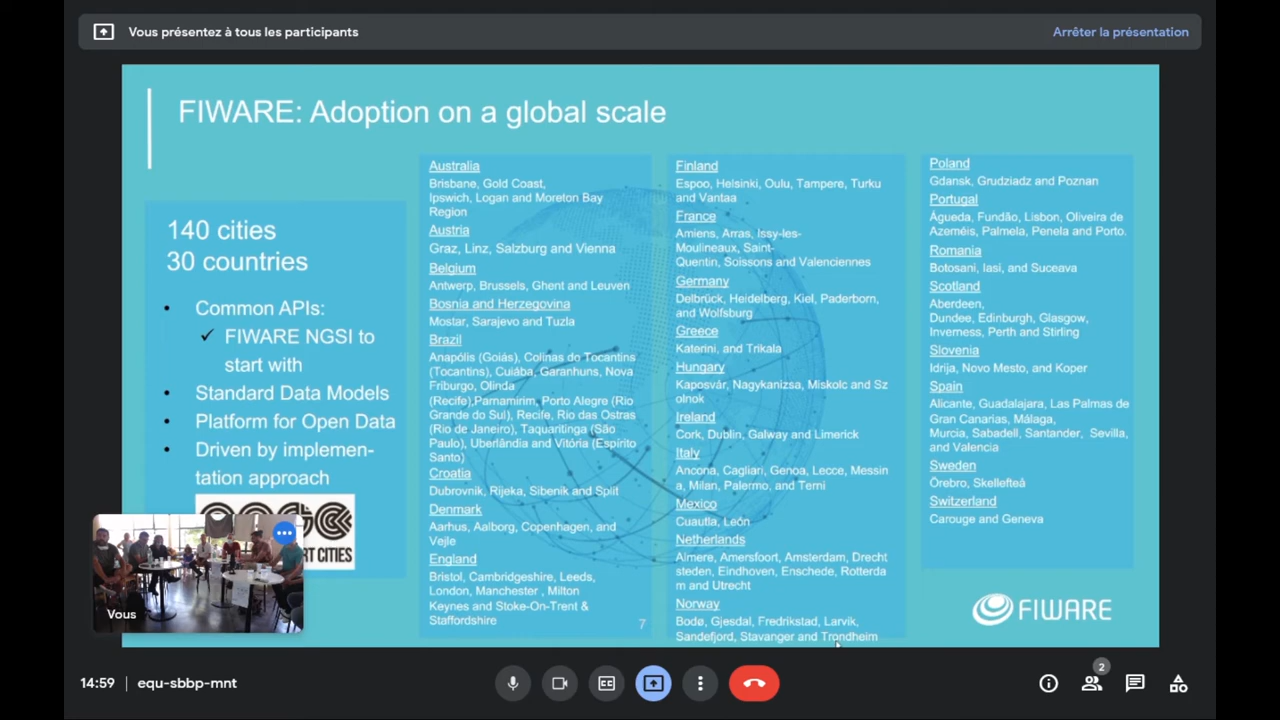 Vous présentez à tous les participants
Arrêter la présentation
FIWARE: Adoption on a global scale
140 cities
30 countries
• Common APIs:
✓ FIWARE NGSI to
start with
• Standard Data Models
• Platform for Open Data
• Driven by implemen-
tation approach
RT CITIES
Vous
Australia
Brisbane, Gold Coast,
Ipswich, Logan and Moreton Bay
Region
Austria
Graz, Linz, Salzburg and Vienna
Belgium
Antwerp, Brussels, Ghent and Leuven
Bosnia and Herzegovina
Mostar, Sarajevo and Tuzla
Brazil
Anapólis (Goiás), Colinas do Tocantins
(Tocantins), Cuiába, Garanhuns, Nova
Friburgo, Olinda
(Recife),Parnamirim, Porto Alegre (Rio
Grande do Sul), Recife, Rio das Ostras
(Rio de Janeiro), Taquaritinga (São
Paulo), Uberlândia and Vitória (Espírito
Santo)
Croatia
Dubrovnik, Rijeka, Sibenik and Split
Denmark
Aarhus, Aalborg, Copenhagen, and
Vejle
England
Bristol, Cambridgeshire, Leeds,
London, Manchester , Milton
Keynes and Stoke-On-Trent &
Staffordshire
7
Finland
Espoo, Helsinki, Oulu, Tampere, Turku
and Vantaa
France
Amiens, Arras, Issy-les-
Moulineaux, Saint-
Quentin, Soissons and Valenciennes
Germany
Delbrück, Heidelberg, Kiel, Paderborn,
and Wolfsburg
Greece
Katerini, and Trikala
Hungary
Kaposvár, Nagykanizsa, Miskolc and Sz
olnok
Ireland
Cork, Dublin, Galway and Limerick
Italy
Ancona, Cagliari, Genoa, Lecce, Messin
a, Milan, Palermo, and Terni
Mexico
Cuautla, León
Netherlands
Almere, Amersfoort, Amsterdam, Drecht
steden, Eindhoven, Enschede, Rotterda
m and Utrecht
Norway
Bodø, Gjesdal, Fredrikstad, Larvik,
Sandefjord, Stavanger and Trondheim
Poland
Gdansk, Grudziadz and Poznan
Portugal
Águeda, Fundão, Lisbon, Oliveira de
Azeméis, Palmela, Penela and Porto.
Romania
Botosani, Iasi, and Suceava
Scotland
Aberdeen,
Dundee, Edinburgh, Glasgow,
Inverness, Perth and Stirling
Slovenia
Idrija, Novo Mesto, and Koper
Spain
Alicante, Guadalajara, Las Palmas de
Gran Canarias, Málaga,
Murcia, Sabadell, Santander, Sevilla,
and Valencia
Sweden
Örebro, Skellefteå
Switzerland
Carouge and Geneva
FIWARE
14:59 | equ-sbbp-mnt
CC
2